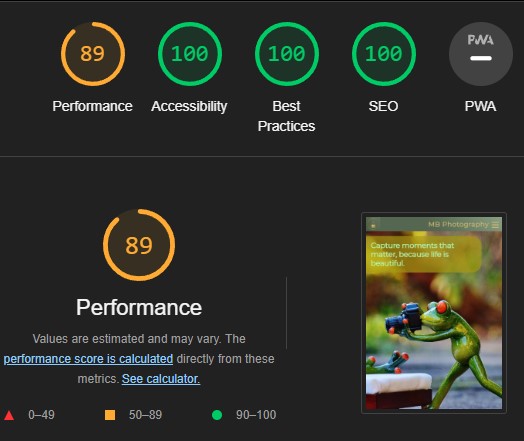 89
100
100
100
PWA
Performance
Accessibility
Best
Practices
SEO
PWA
89
Performance
Values are estimated and may vary. The
performance score is calculated directly from these
metrics. See calculator.
0–49
50–89
90–100
MB Photography
Capture moments that
matter, because life is
beautiful.